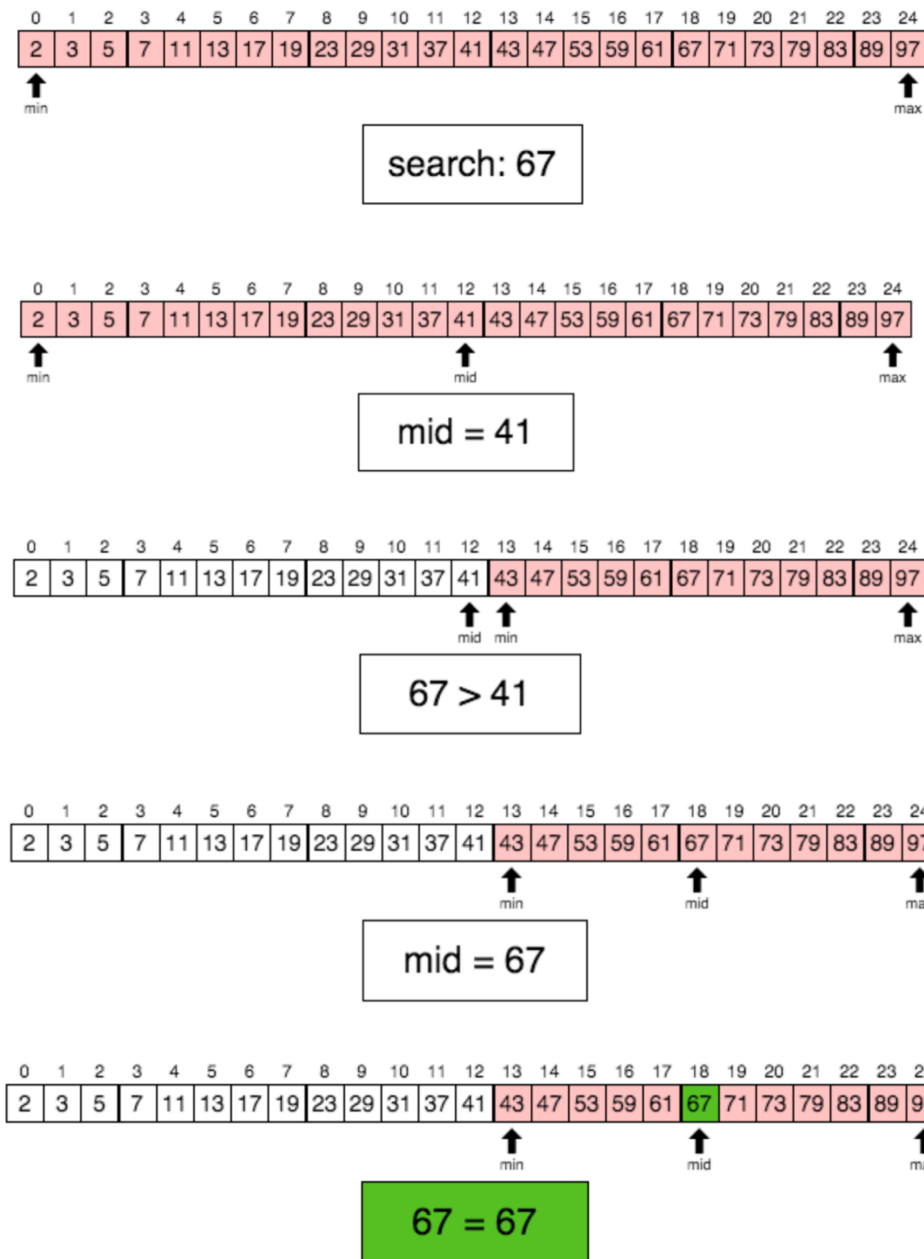 0 1 2 3 4 5 6 7 8 9 10 11 12 13 14 15 16 17 18 19 20 21 22 23 24
2 3 5 7 11 13 17 19 23 29 31 37 41 43 47 53 59 61 67 71 73 79 83 89 97
min max
search: 67
0 1 2 3 4 5 6 7 8 9 10 11 12 13 14 15 16 17 18 19 20 21 22 23 24
2 3 5 7 11 13 17 19 23 29 31 37 41 43 47 53 59 61 67 71 73 79 83 89 97
min mid max
mid = 41
0 1 2 3 4 5 6 7 8 9 10 11 12 13 14 15 16 17 18 19 20 21 22 23 24
2 3 5 7 11 13 17 19 23 29 31 37 41 43 47 53 59 61 67 71 73 79 83 89 97
mid min max
67 > 41
0 1 2 3 4 5 6 7 8 9 10 11 12 13 14 15 16 17 18 19 20 21 22 23 24
2 3 5 7 11 13 17 19 23 29 31 37 41 43 47 53 59 61 67 71 73 79 83 89 97
min mid ma
mid = 67
0 1 2 3 4 5 6 7 8 9 10 11 12 13 14 15 16 17 18 19 20 21 22 23 2
2 3 5 7 11 13 17 19 23 29 31 37 41 43 47 53 59 61 67 71 73 79 83 89 9
min mid ma
67 = 67